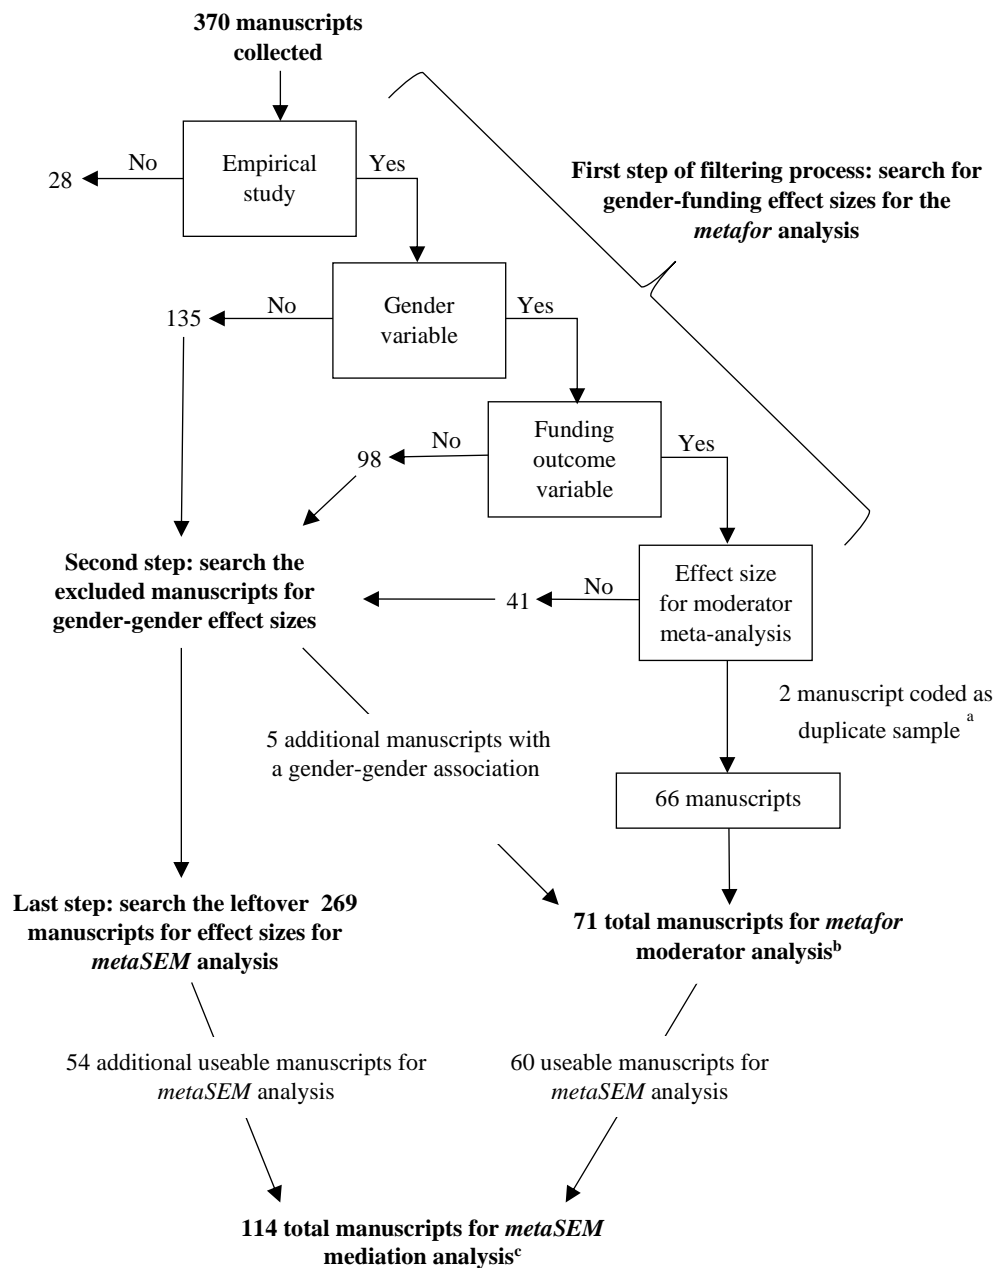 370 manuscripts
collected
No
Empirical
study
Yes
28
First step of filtering process: search for
gender-funding effect sizes for the
metafor analysis
No
135
Gender
variable
Yes
No
98
Funding
outcome
variable
Yes
Second step: search the
excluded manuscripts for
gender-gender effect sizes
41
No
Effect size
for moderator
meta-analysis
2 manuscript coded as
duplicate sample a
5 additional manuscripts with
a gender-gender association
66 manuscripts
Last step: search the leftover 269
manuscripts for effect sizes for
metaSEM analysis
71 total manuscripts for metafor
moderator analysisb
54 additional useable manuscripts for
metaSEM analysis
60 useable manuscripts for
metaSEM analysis
114 total manuscripts for metaSEM
mediation analysisc